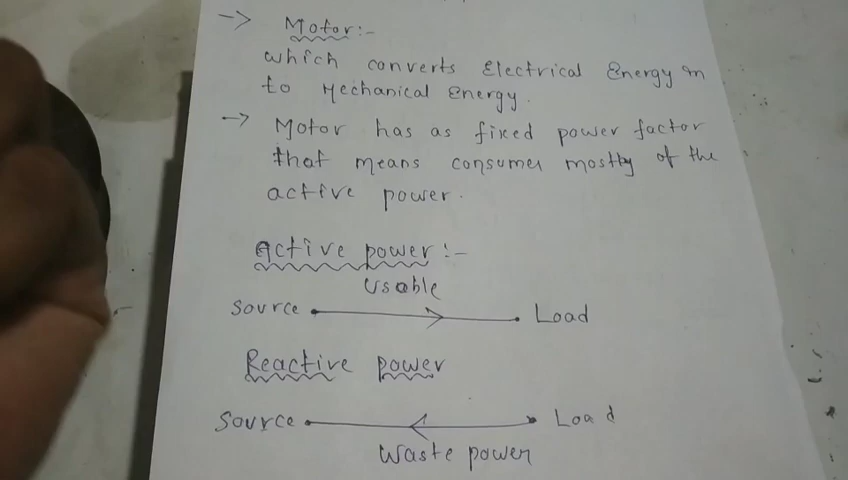 -> Motor:-
which converts Electrical Energy in
to Mechanical Energy.
-> Motor has as fixed power factor
that means consumer mostly of the
active power.
Active power:-
Usable
Source Load
Reactive power
Source Load
Waste power